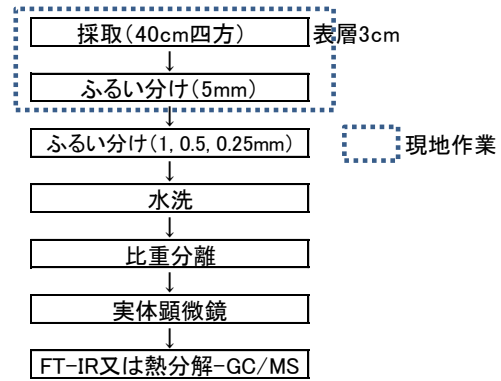 採取(40cm四方) 表層3cm
↓
ふるい分け(5mm)
↓
ふるい分け(1, 0.5, 0.25mm) 現地作業
↓
水洗
↓
比重分離
↓
実体顕微鏡
↓
FT-IR又は熱分解-GC/MS